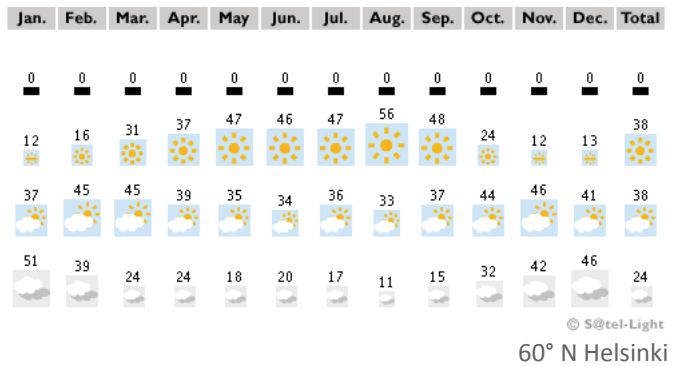 Jan. Feb. Mar. Apr. May Jun. Jul. Aug. Sep. Oct. Nov. Dec. Total
0 0 0 0 0 0 0 0 0 0 0 0 0
12 16 31 37 47 46 47 56 48 24 12 13 38
37 45 45 39 35 34 36 33 37 44 46 41 38
51 39 24 24 18 20 17 11 15 32 42 46 24
© S@tel-Light
60° N Helsinki